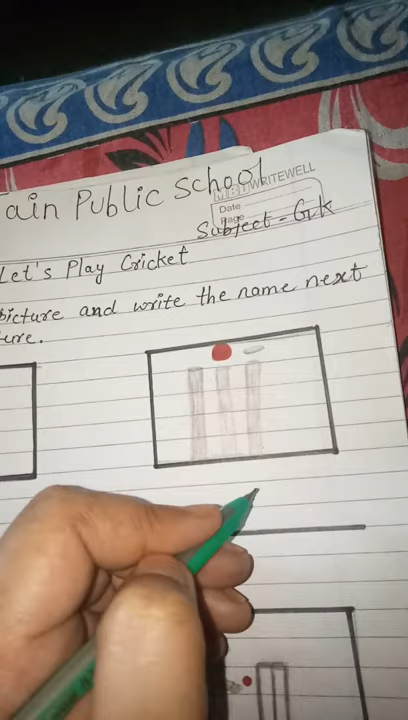 ain Public School
WRITEWELL
Date
Page
Subject - G.k
Let's Play Cricket
picture and write the name next
ure.